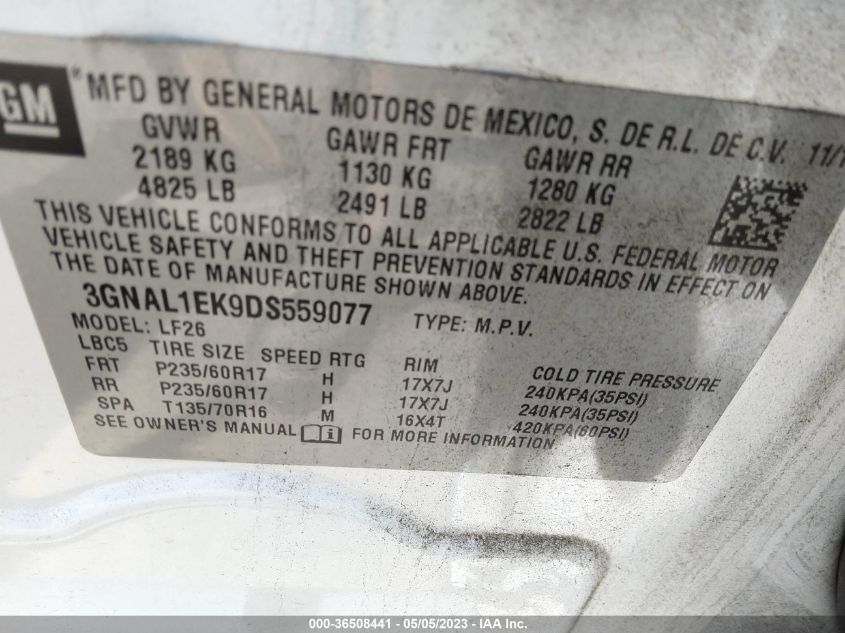 GM ® MFD BY GENERAL MOTORS DE MEXICO, S. DE R.L. DE C.V. 11/1
GVWR GAWR FRT GAWR RR
2189 KG 1130 KG 1280 KG
4825 LB 2491 LB 2822 LB
THIS VEHICLE CONFORMS TO ALL APPLICABLE U.S. FEDERAL MOTOR
VEHICLE SAFETY AND THEFT PREVENTION STANDARDS IN EFFECT ON
THE DATE OF MANUFACTURE SHOWN ABOVE.
3GNAL1EK9DS559077 TYPE: M.P.V.
MODEL: LF26
LBC5 TIRE SIZE SPEED RTG RIM COLD TIRE PRESSURE
FRT P235/60R17 H 17X7J 240KPA(35PSI)
RR P235/60R17 H 17X7J 240KPA(35PSI)
SPA T135/70R16 M 16X4T 420KPA(60PSI)
SEE OWNER'S MANUAL FOR MORE INFORMATION
000-36508441 - 05/05/2023 - IAA Inc.